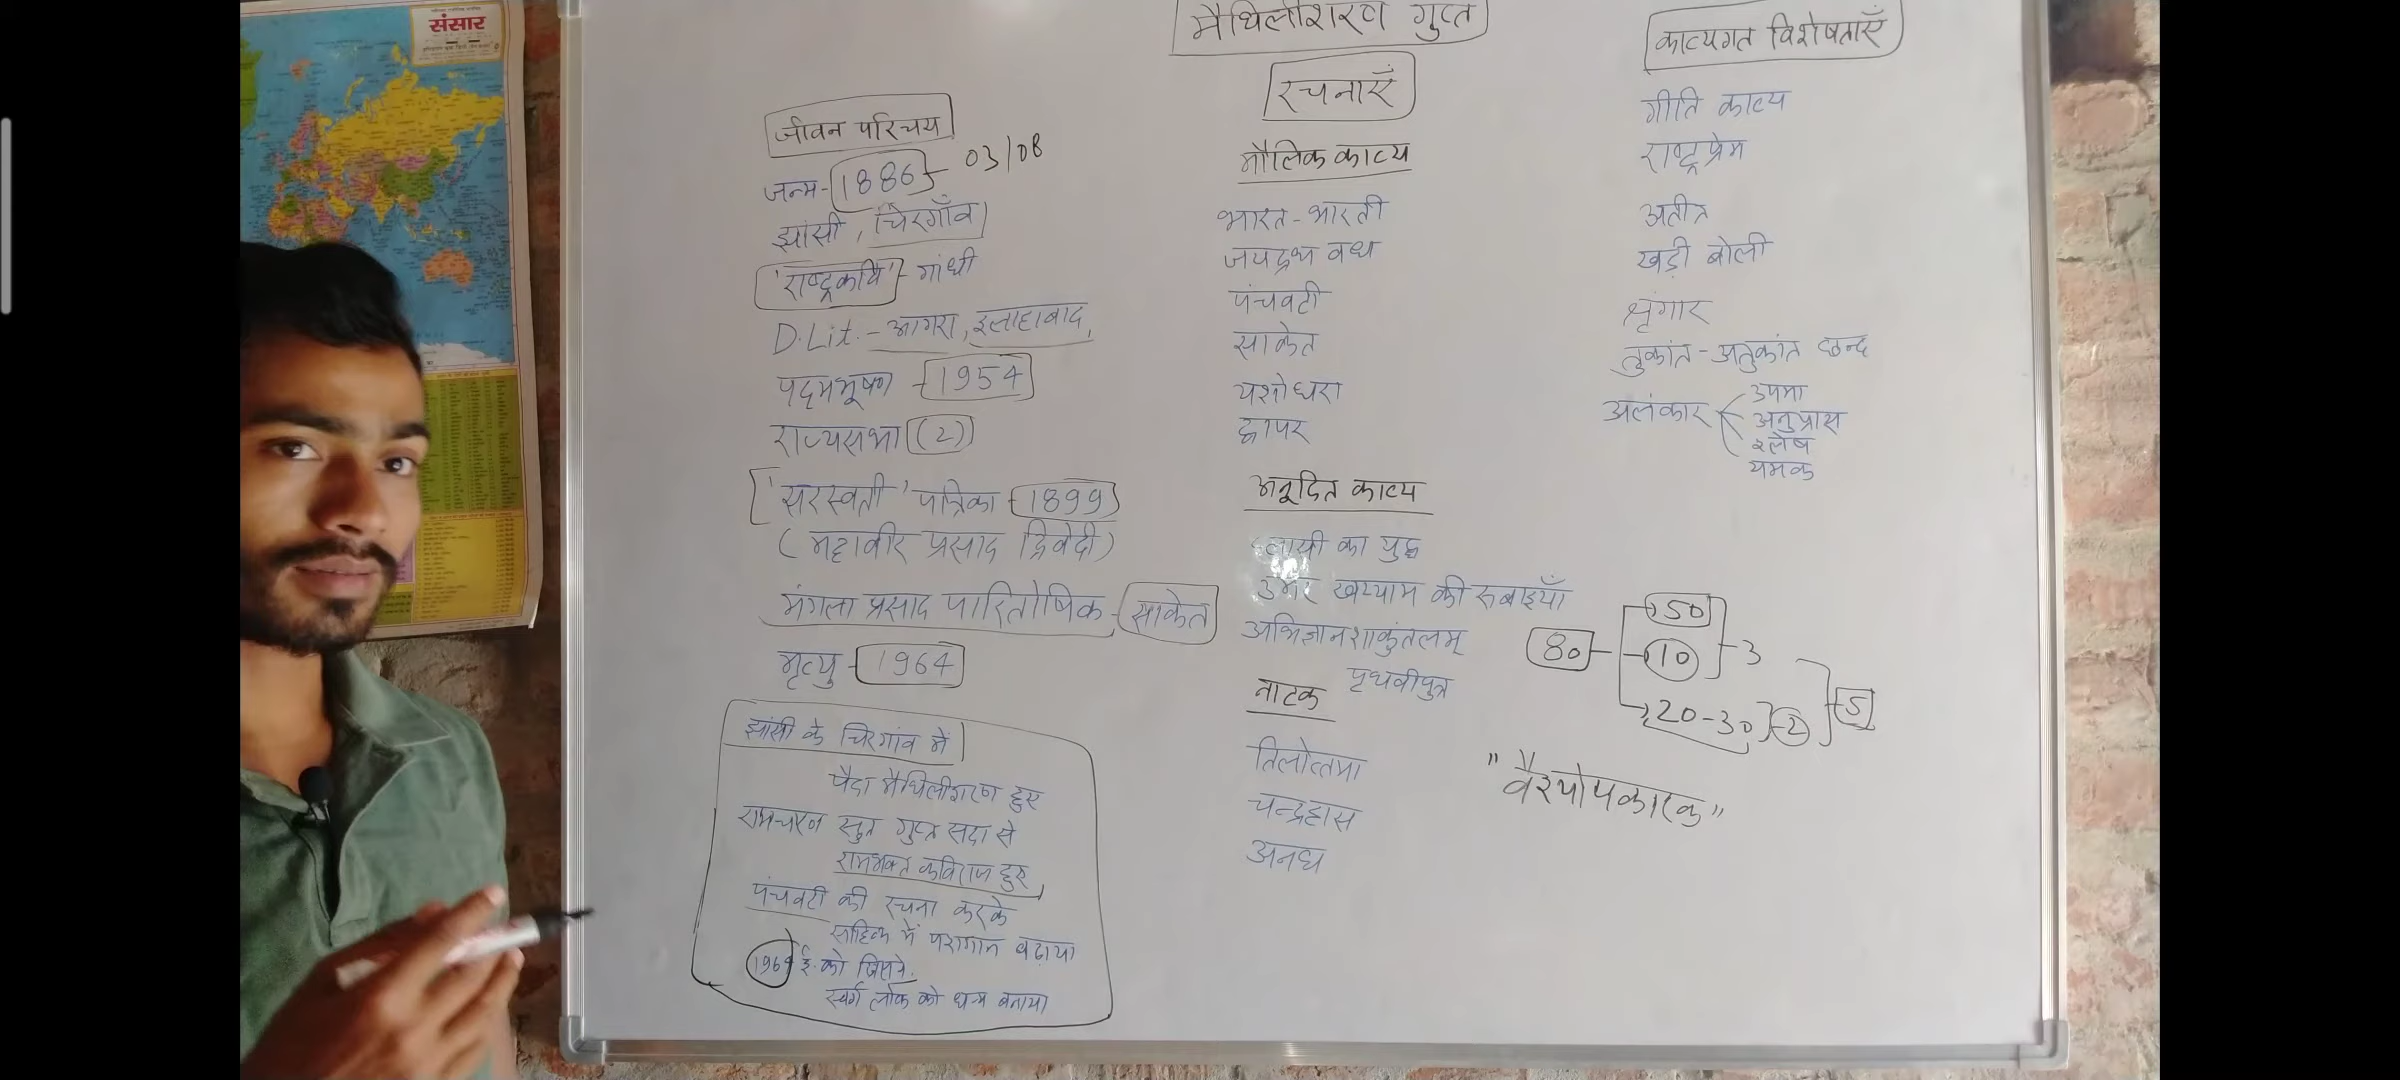 संसार
मैथिलीशरण गुप्त
जीवन परिचय
जन्म - 1886 - 03/08
झांसी, चिरगाँव
'राष्ट्रकवि' - गांधी
D.Lit. - आगरा, इलाहाबाद,
पद्मभूषण - 1954
राज्यसभा (2)
'सरस्वती' पत्रिका - 1899
(महावीर प्रसाद द्विवेदी)
मंगला प्रसाद पारितोषिक - साकेत
मृत्यु - 1964
झांसी के चिरगांव में
पैदा मैथिलीशरण हुए
रामचरन सुत गुप्त सदा से
रामभक्त कविराज हुए
पंचवटी की रचना करके
साहित्य में बढ़ाया
ई. को जिसने
स्वर्ग लोक को धन्य बनाया
रचनाएँ
मौलिक काव्य
भारत-भारती
जयद्रथ वध
पंचवटी
साकेत
यशोधरा
द्वापर
अनूदित काव्य
का युद्ध
उमर खय्याम की रुबाइयाँ
अभिज्ञानशाकुंतलम्
नाटक पृथवीपुत्र
तिलोत्तमा
चन्द्रहास
अनघ
काव्यगत विशेषताएँ
गीति काव्य
राष्ट्रप्रेम
अतीत
खड़ी बोली
श्रृंगार
तुकांत - अतुकांत छन्द
अलंकार
उपमा
अनुप्रास
श्लेष
यमक
80
50
10
3
20-30
2
5
"वैश्योपकारक"